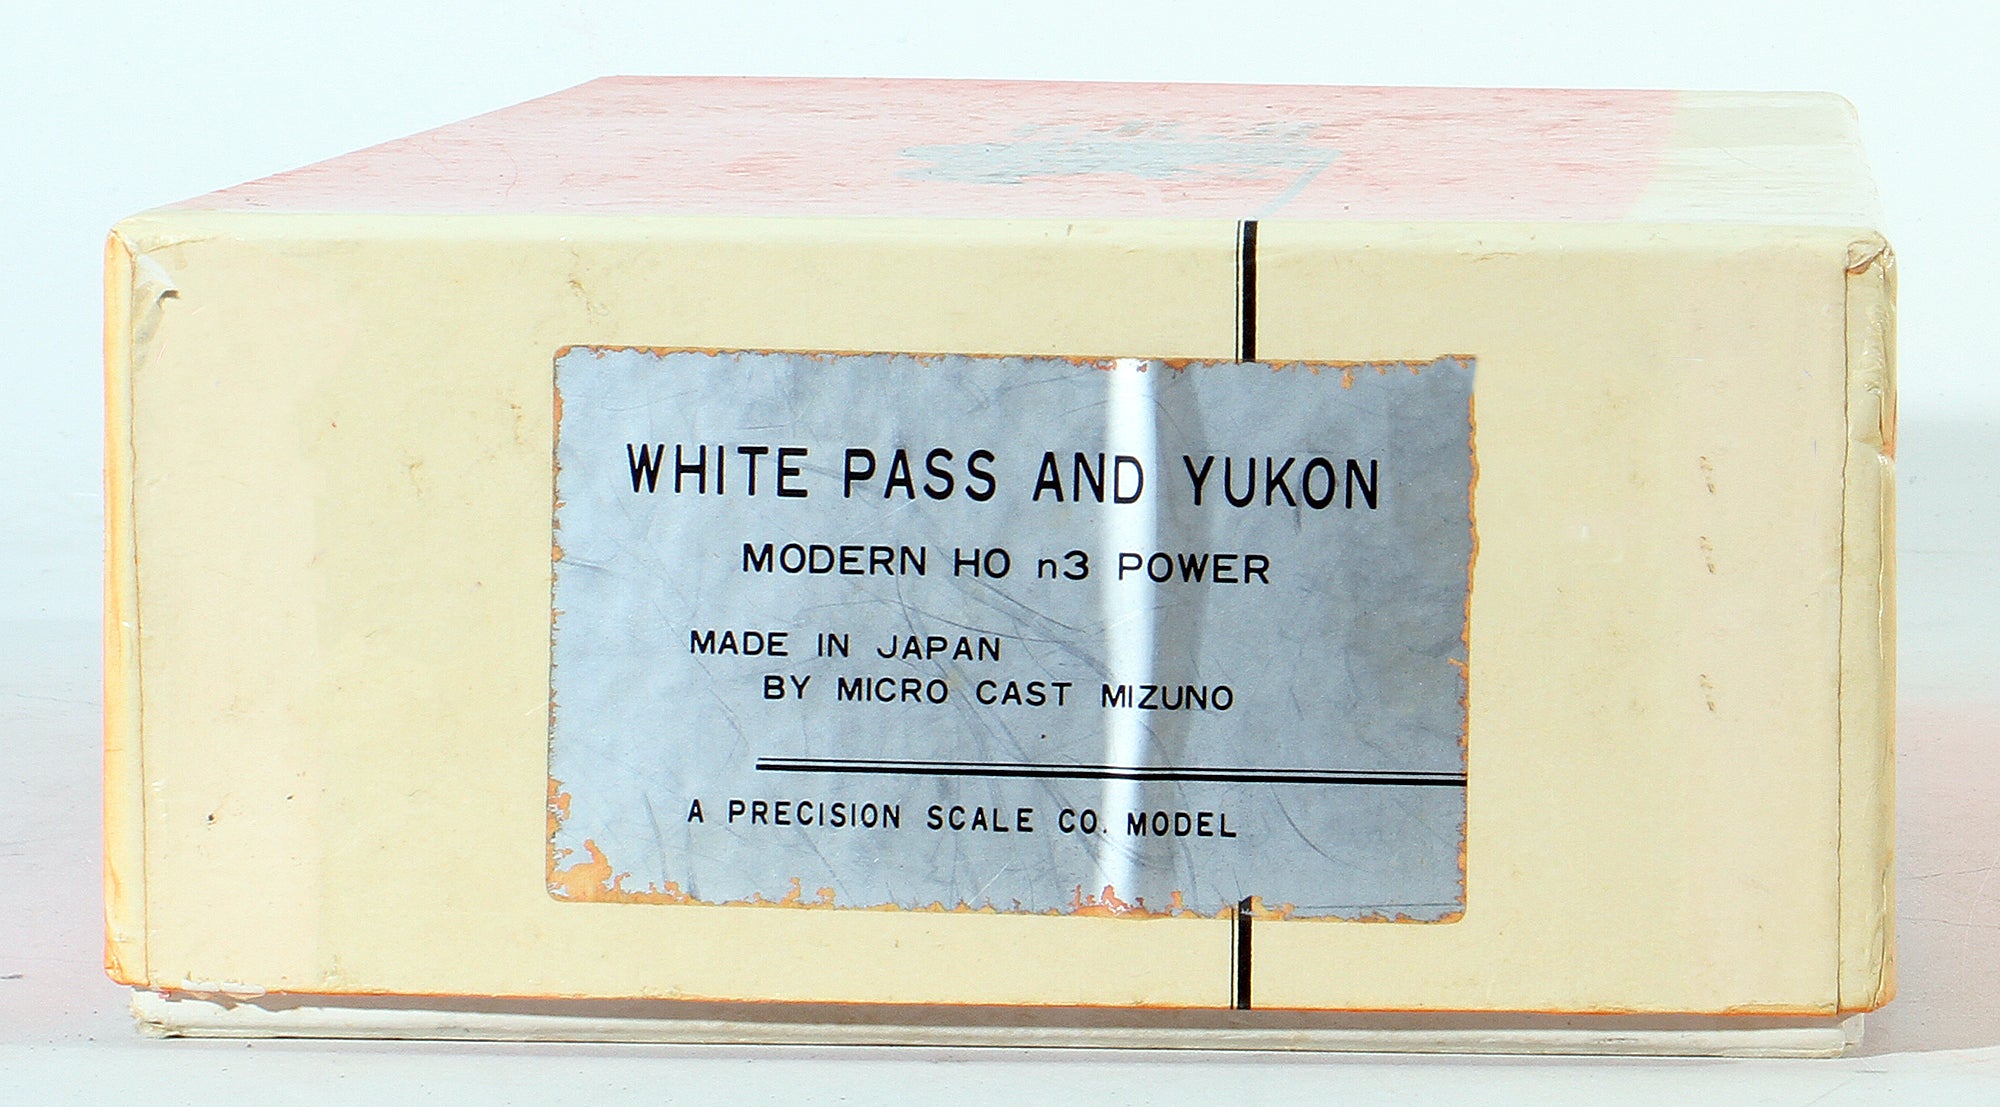 WHITE PASS AND YUKON
MODERN HO n3 POWER
MADE IN JAPAN
BY MICRO CAST MIZUNO
A PRECISION SCALE CO. MODEL